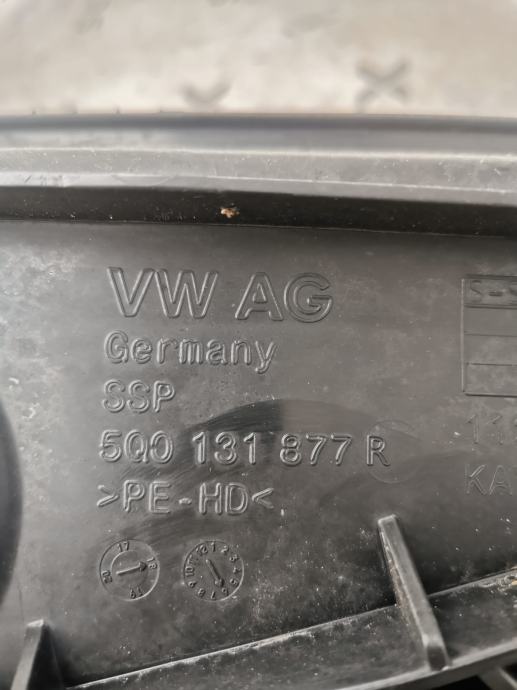 VW AG
Germany
SSP
5Q0 131 877 R
>PE-HD<